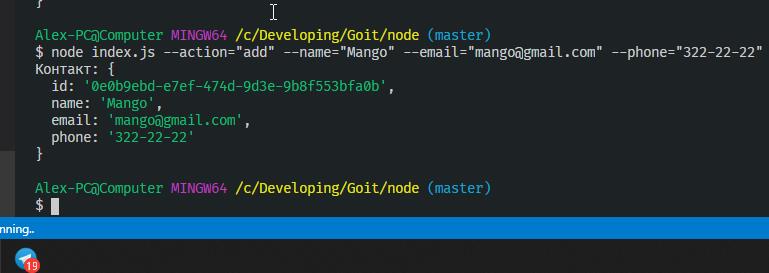 }
Alex-PC@Computer MINGW64 /c/Developing/Goit/node (master)
$ node index.js --action="add" --name="Mango" --email="mango@gmail.com" --phone="322-22-22"
Контакт: {
  id: '0e0b9ebd-e7ef-474d-9d3e-9b8f553bfa0b',
  name: 'Mango',
  email: 'mango@gmail.com',
  phone: '322-22-22'
}
Alex-PC@Computer MINGW64 /c/Developing/Goit/node (master)
$
nning..
19